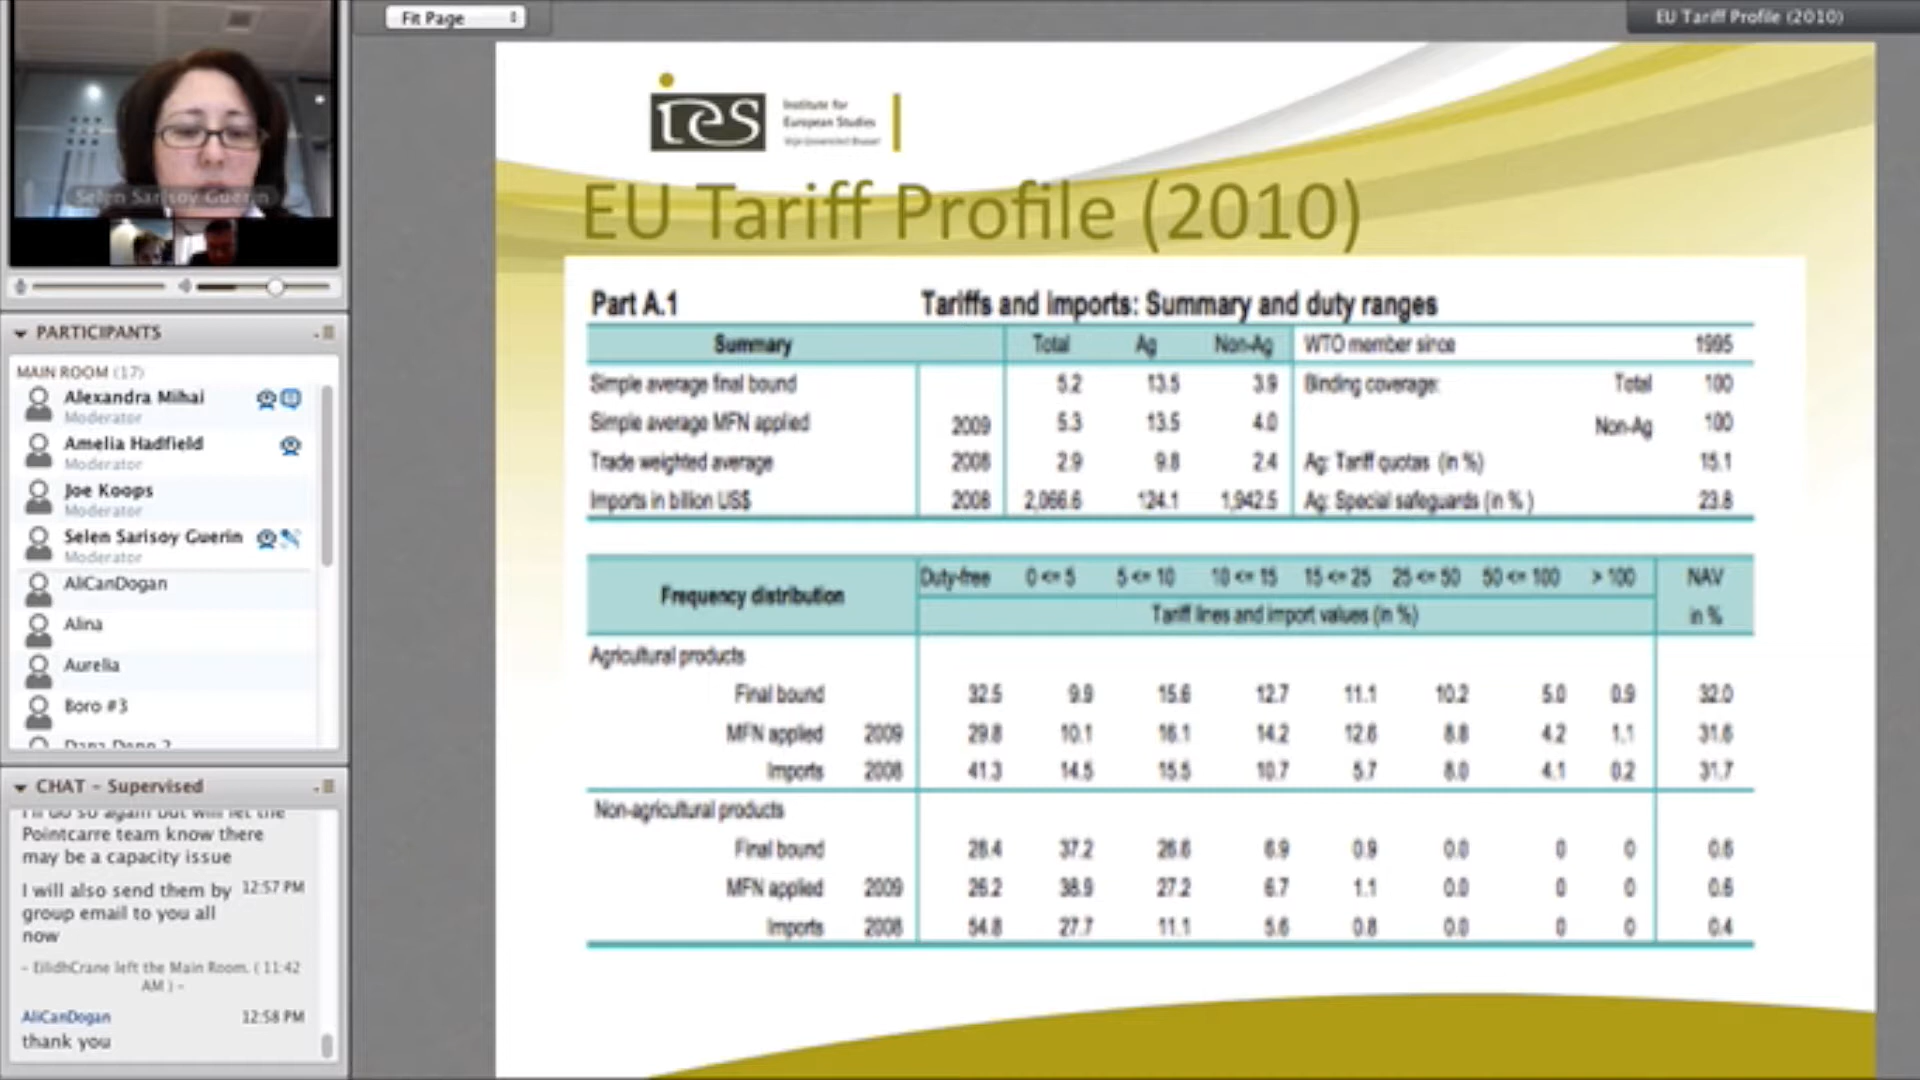 Fit Page
EU Tariff Profile (2010)
Selen Sarisoy Guerin
PARTICIPANTS
MAIN ROOM (17)
Alexandra Mihai
Moderator
Amelia Hadfield
Moderator
Joe Koops
Moderator
Selen Sarisoy Guerin
Moderator
AliCanDogan
Alina
Aurelia
Boro #3
CHAT - Supervised
I'll do so again but will let the
Pointcarre team know there
may be a capacity issue
I will also send them by 12:57 PM
group email to you all
now
- EilidhCrane left the Main Room. ( 11:42
AM ) -
AliCanDogan 12:58 PM
thank you
ies
Institute for
European Studies
Vrije Universiteit Brussel
EU Tariff Profile (2010)
Part A.1 Tariffs and imports: Summary and duty ranges
Summary Total Ag Non-Ag WTO member since 1995
Simple average final bound 5.2 13.5 3.9 Binding coverage: Total 100
Simple average MFN applied 2009 5.3 13.5 4.0 Non-Ag 100
Trade weighted average 2008 2.9 9.8 2.4 Ag: Tariff quotas (in %) 15.1
Imports in billion US$ 2008 2,066.6 124.1 1,942.5 Ag: Special safeguards (in %) 23.8
Frequency distribution Duty-free 0 <= 5 5 <= 10 10 <= 15 15 <= 25 25 <= 50 50 <= 100 > 100 NAV
Tariff lines and import values (in %) in %
Agricultural products
Final bound 32.5 9.9 15.6 12.7 11.1 10.2 5.0 0.9 32.0
MFN applied 2009 29.8 10.1 16.1 14.2 12.6 8.8 4.2 1.1 31.6
Imports 2008 41.3 14.5 15.5 10.7 5.7 8.0 4.1 0.2 31.7
Non-agricultural products
Final bound 28.4 37.2 26.6 6.9 0.9 0.0 0 0 0.6
MFN applied 2009 26.2 38.9 27.2 6.7 1.1 0.0 0 0 0.6
Imports 2008 54.8 27.7 11.1 5.6 0.8 0.0 0 0 0.4